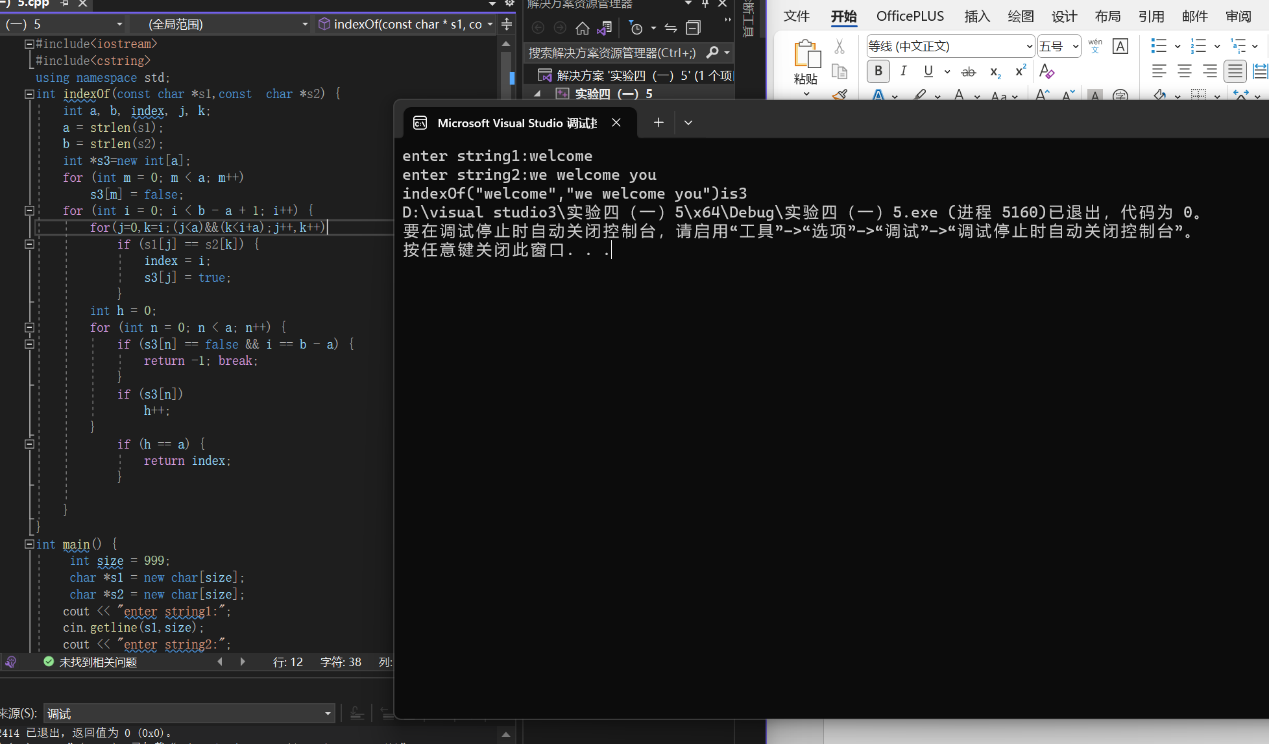 5.cpp
(一) 5
(全局范围)
indexOf(const char * s1, co
#include<iostream>
#include<cstring>
using namespace std;
int indexOf(const char *s1,const  char *s2) {
int a, b, index, j, k;
a = strlen(s1);
b = strlen(s2);
int *s3=new int[a];
for (int m = 0; m < a; m++)
s3[m] = false;
for (int i = 0; i < b - a + 1; i++) {
for(j=0,k=i;(j<a)&&(k<i+a);j++,k++)
if (s1[j] == s2[k]) {
index = i;
s3[j] = true;
}
int h = 0;
for (int n = 0; n < a; n++) {
if (s3[n] == false && i == b - a) {
return -1; break;
}
if (s3[n])
h++;
}
if (h == a) {
return index;
}
}
}
int main() {
int size = 999;
char *s1 = new char[size];
char *s2 = new char[size];
cout << "enter string1:";
cin.getline(s1,size);
cout << "enter string2:";
未找到相关问题
行: 12
字符: 38
列:
来源(S):
调试
2414 已退出，返回值为 0 (0x0)。
解决方案资源管理器
搜索解决方案资源管理器(Ctrl+;)
解决方案 '实验四（一）5' (1 个项
实验四（一）5
断工具
文件 开始 OfficePLUS 插入 绘图 设计 布局 引用 邮件 审阅
粘贴
等线 (中文正文)
五号
wén
文
A
B I U ab x₂ x² A
A A Aa A A A 字
Microsoft Visual Studio 调试
enter string1:welcome
enter string2:we welcome you
indexOf("welcome","we welcome you")is3
D:\visual studio3\实验四（一）5\x64\Debug\实验四（一）5.exe (进程 5160)已退出，代码为 0。
要在调试停止时自动关闭控制台，请启用“工具”->“选项”->“调试”->“调试停止时自动关闭控制台”。
按任意键关闭此窗口. . .